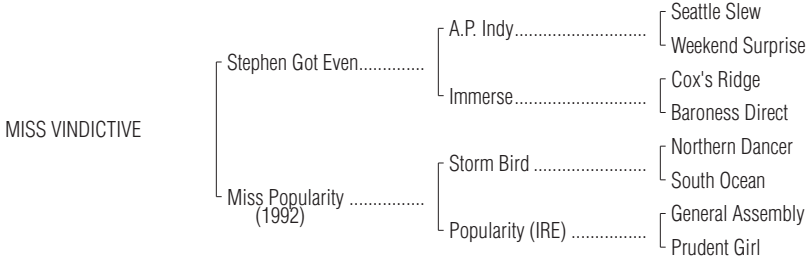 Seattle Slew
A.P. Indy..............................
Weekend Surprise
Stephen Got Even...............
Cox's Ridge
Immerse..............................
Baroness Direct
MISS VINDICTIVE
Northern Dancer
Storm Bird ..........................
South Ocean
Miss Popularity .................
(1992)
General Assembly
Popularity (IRE) .................
Prudent Girl